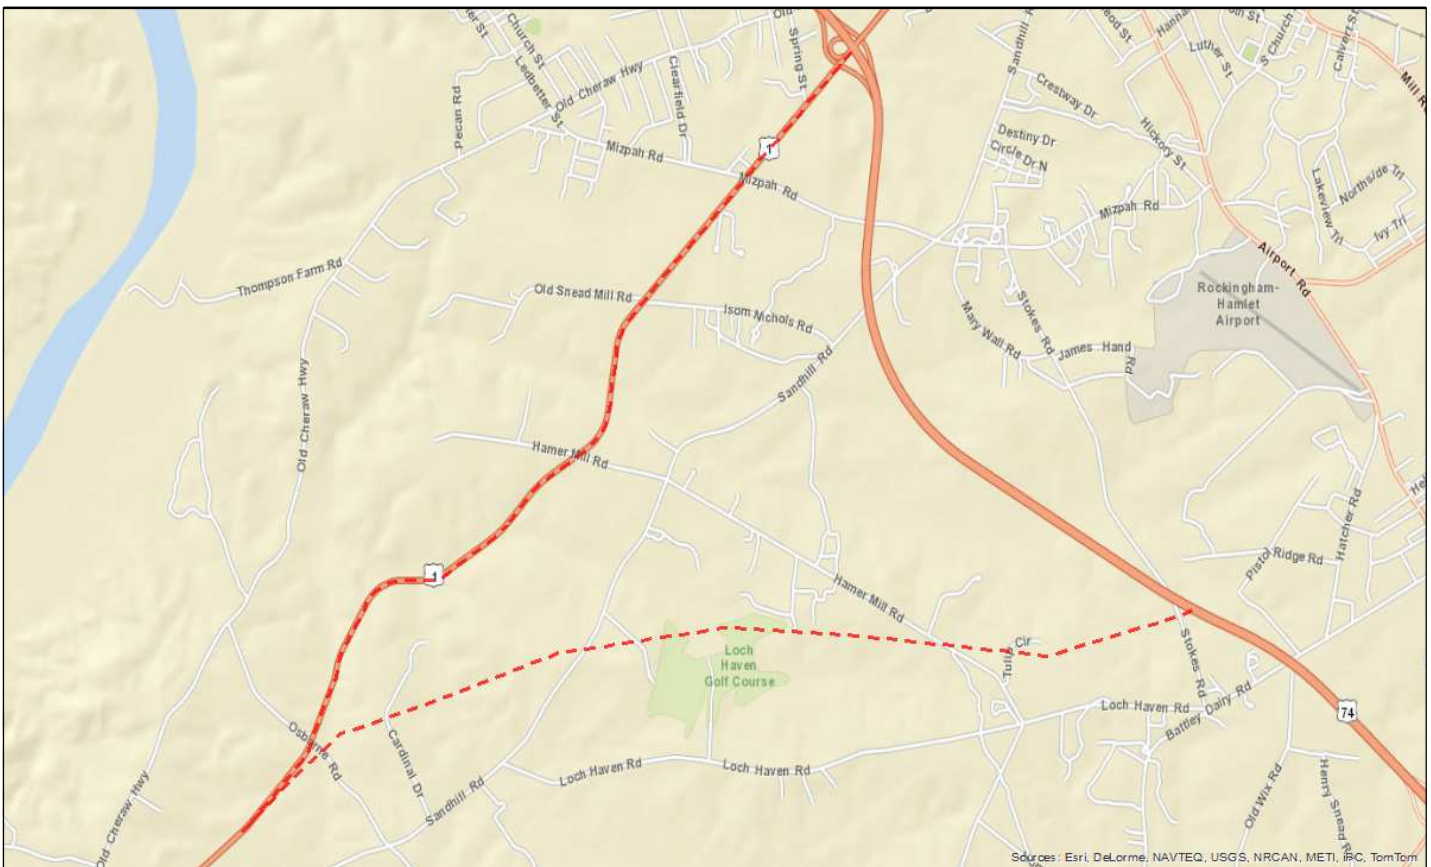 Church St
Ledbetter St
Old Cheraw Hwy
Clearfield Dr
Spring St
Old
Sandhill R
Crestway Dr
Luther St
S Church
Calvert St
Mill R
Pecan Rd
Mizpah Rd
1
Mizpah Rd
Destiny Dr
Circle Dr N
Hickory St
Mizpah Rd
Lakeview Trl
Northside Trl
Ivy Trl
Airport Rd
Thompson Farm Rd
Old Snead Mill Rd
Isom Nichols Rd
Mary Wall Rd
Stokes Rd
James Hand
Rd
Rockingham-
Hamlet
Airport
Old Cheraw Hwy
Sandhill Rd
Hamer Mill Rd
Hatcher Rd
1
Hamer Mill Rd
Ridge Rd
Loch
Haven
Golf Course
Tulip
Cir
Stokes Rd
Osborne Rd
Cardinal Dr
Loch Haven Rd
Battley Dairy Rd
74
Old Cheraw Hwy
Sandhill Rd
Loch Haven Rd
Loch Haven Rd
Old Wix Rd
Henry Snead R
Sources: Esri, DeLorme, NAVTEQ, USGS, NRCAN, METI, iPC, TomTom